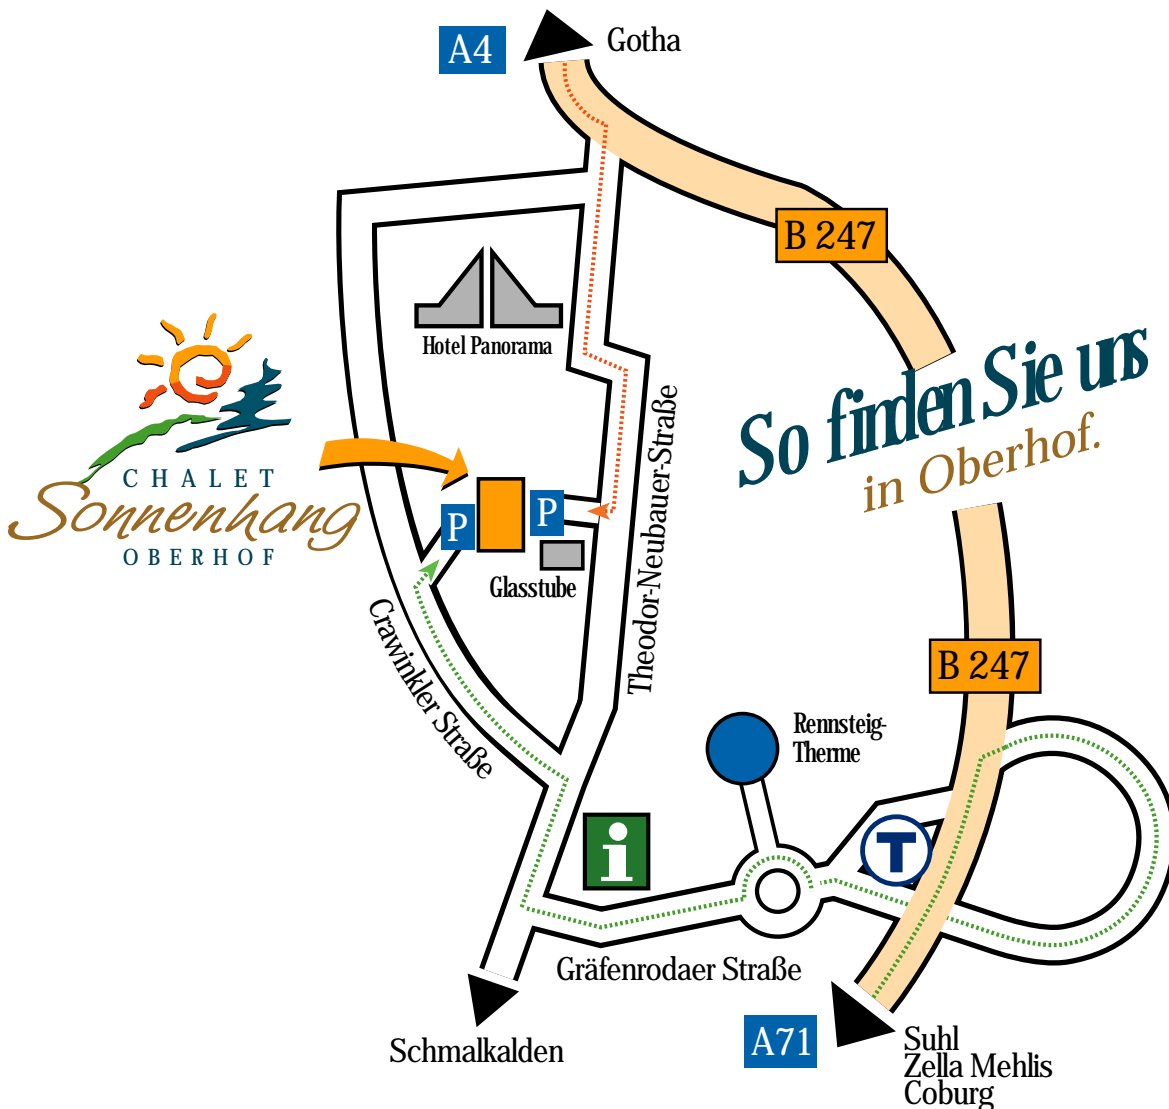 A4
Gotha
B 247
Hotel Panorama
So finden Sie uns
in Oberhof.
CHALET
Sonnenhang
OBERHOF
P
P
Glasstube
Theodor-Neubauer-Straße
Crawinkler Straße
B 247
Rennsteig-
Therme
T
i
Gräfenrodaer Straße
Schmalkalden
A71
Suhl
Zella Mehlis
Coburg